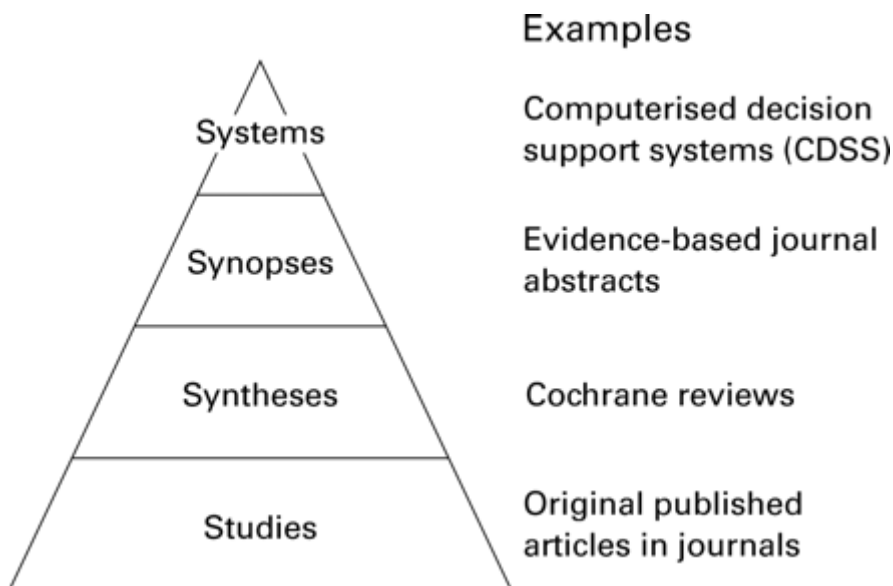 Examples
Systems
Computerised decision
support systems (CDSS)
Synopses
Evidence-based journal
abstracts
Syntheses
Cochrane reviews
Studies
Original published
articles in journals